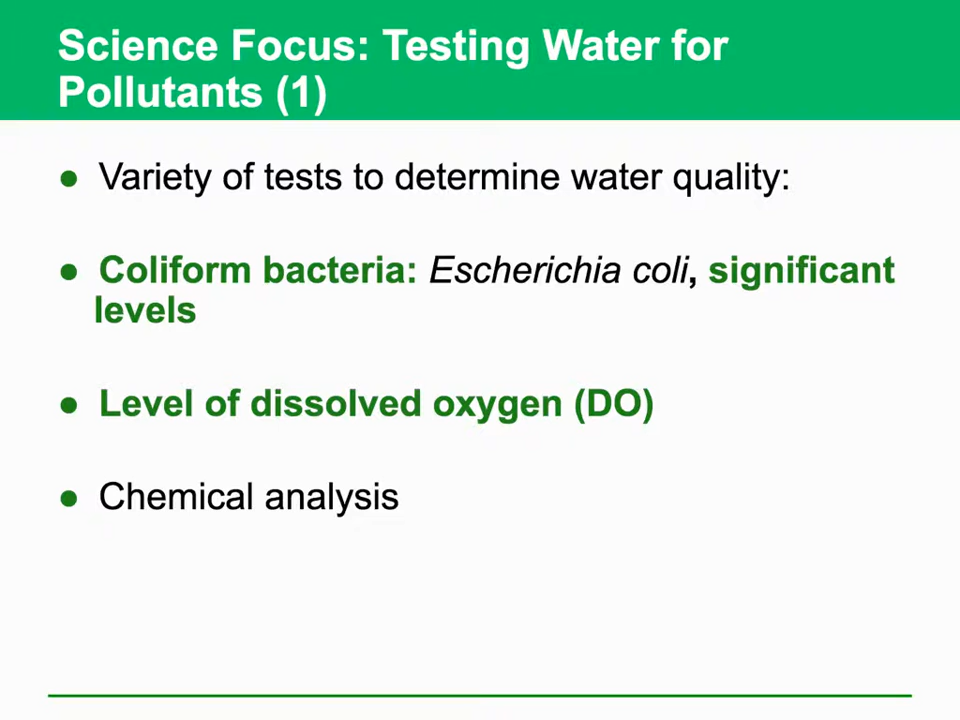 Science Focus: Testing Water for
Pollutants (1)
● Variety of tests to determine water quality:
● Coliform bacteria: Escherichia coli, significant
levels
● Level of dissolved oxygen (DO)
● Chemical analysis